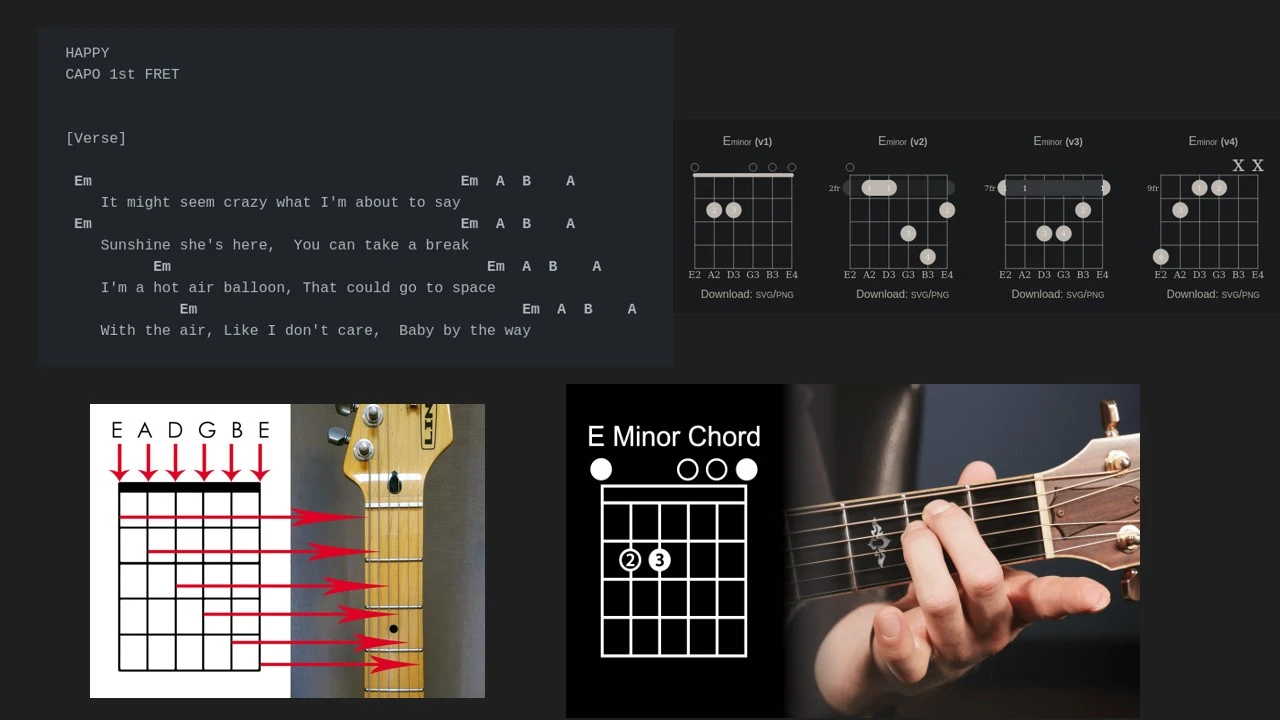 HAPPY
CAPO 1st FRET
[Verse]
Em Em A B A
It might seem crazy what I'm about to say
Em Em A B A
Sunshine she's here, You can take a break
Em Em A B A
I'm a hot air balloon, That could go to space
Em Em A B A
With the air, Like I don't care, Baby by the way
Eminor (v1) Eminor (v2) Eminor (v3) Eminor (v4)
X X
2fr 1 1 7fr 1 1 1 9fr 1 2
2 3 2 2 3
3 3 4
4 4
E2 A2 D3 G3 B3 E4 E2 A2 D3 G3 B3 E4 E2 A2 D3 G3 B3 E4 E2 A2 D3 G3 B3 E4
Download: SVG/PNG Download: SVG/PNG Download: SVG/PNG Download: SVG/PNG
E A D G B E
LIN
E Minor Chord
2 3